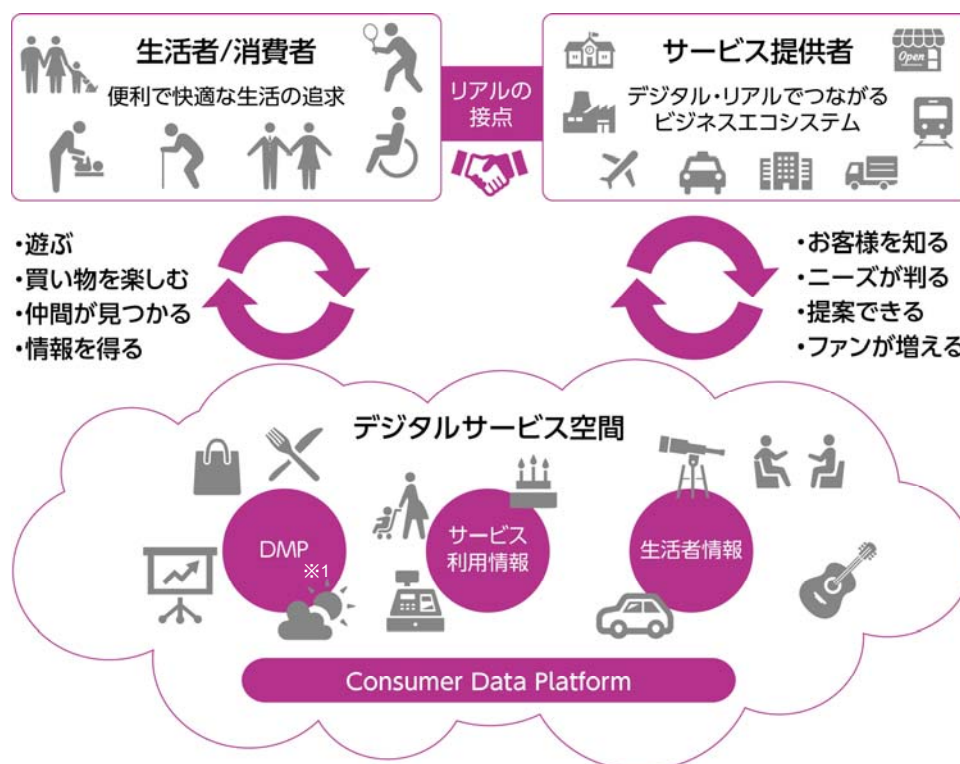 生活者/消費者
便利で快適な生活の追求
リアルの
接点
サービス提供者
Open
デジタル・リアルでつながる
ビジネスエコシステム
・遊ぶ
・買い物を楽しむ
・仲間が見つかる
・情報を得る
・お客様を知る
・ニーズが判る
・提案できる
・ファンが増える
デジタルサービス空間
DMP
※1
サービス
利用情報
生活者情報
Consumer Data Platform